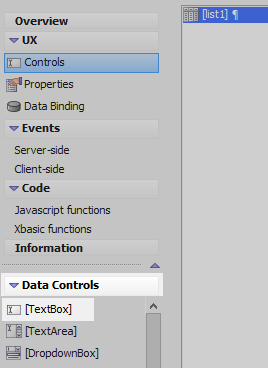 Overview
UX
Controls
Properties
Data Binding
Events
Server-side
Client-side
Code
Javascript functions
Xbasic functions
Information
Data Controls
[TextBox]
[TextArea]
[DropdownBox]
[list1] ¶